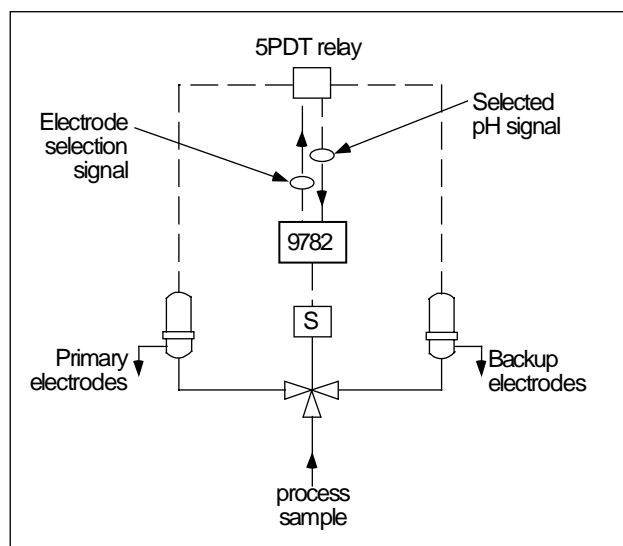 5PDT relay
Electrode
selection
signal
Selected
pH signal
9782
S
Primary
electrodes
Backup
electrodes
process
sample